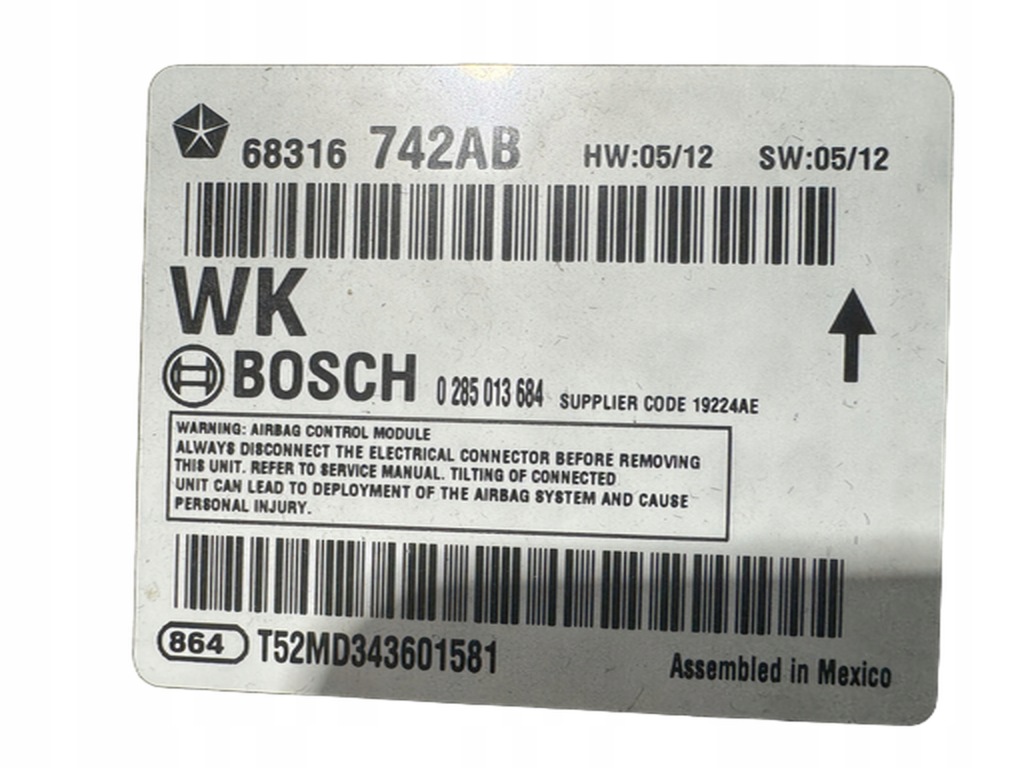 68316 742AB HW:05/12 SW:05/12
WK
BOSCH 0 285 013 684 SUPPLIER CODE 19224AE
WARNING: AIRBAG CONTROL MODULE
ALWAYS DISCONNECT THE ELECTRICAL CONNECTOR BEFORE REMOVING
THIS UNIT. REFER TO SERVICE MANUAL. TILTING OF CONNECTED
UNIT CAN LEAD TO DEPLOYMENT OF THE AIRBAG SYSTEM AND CAUSE
PERSONAL INJURY.
864 T52MD343601581 Assembled in Mexico